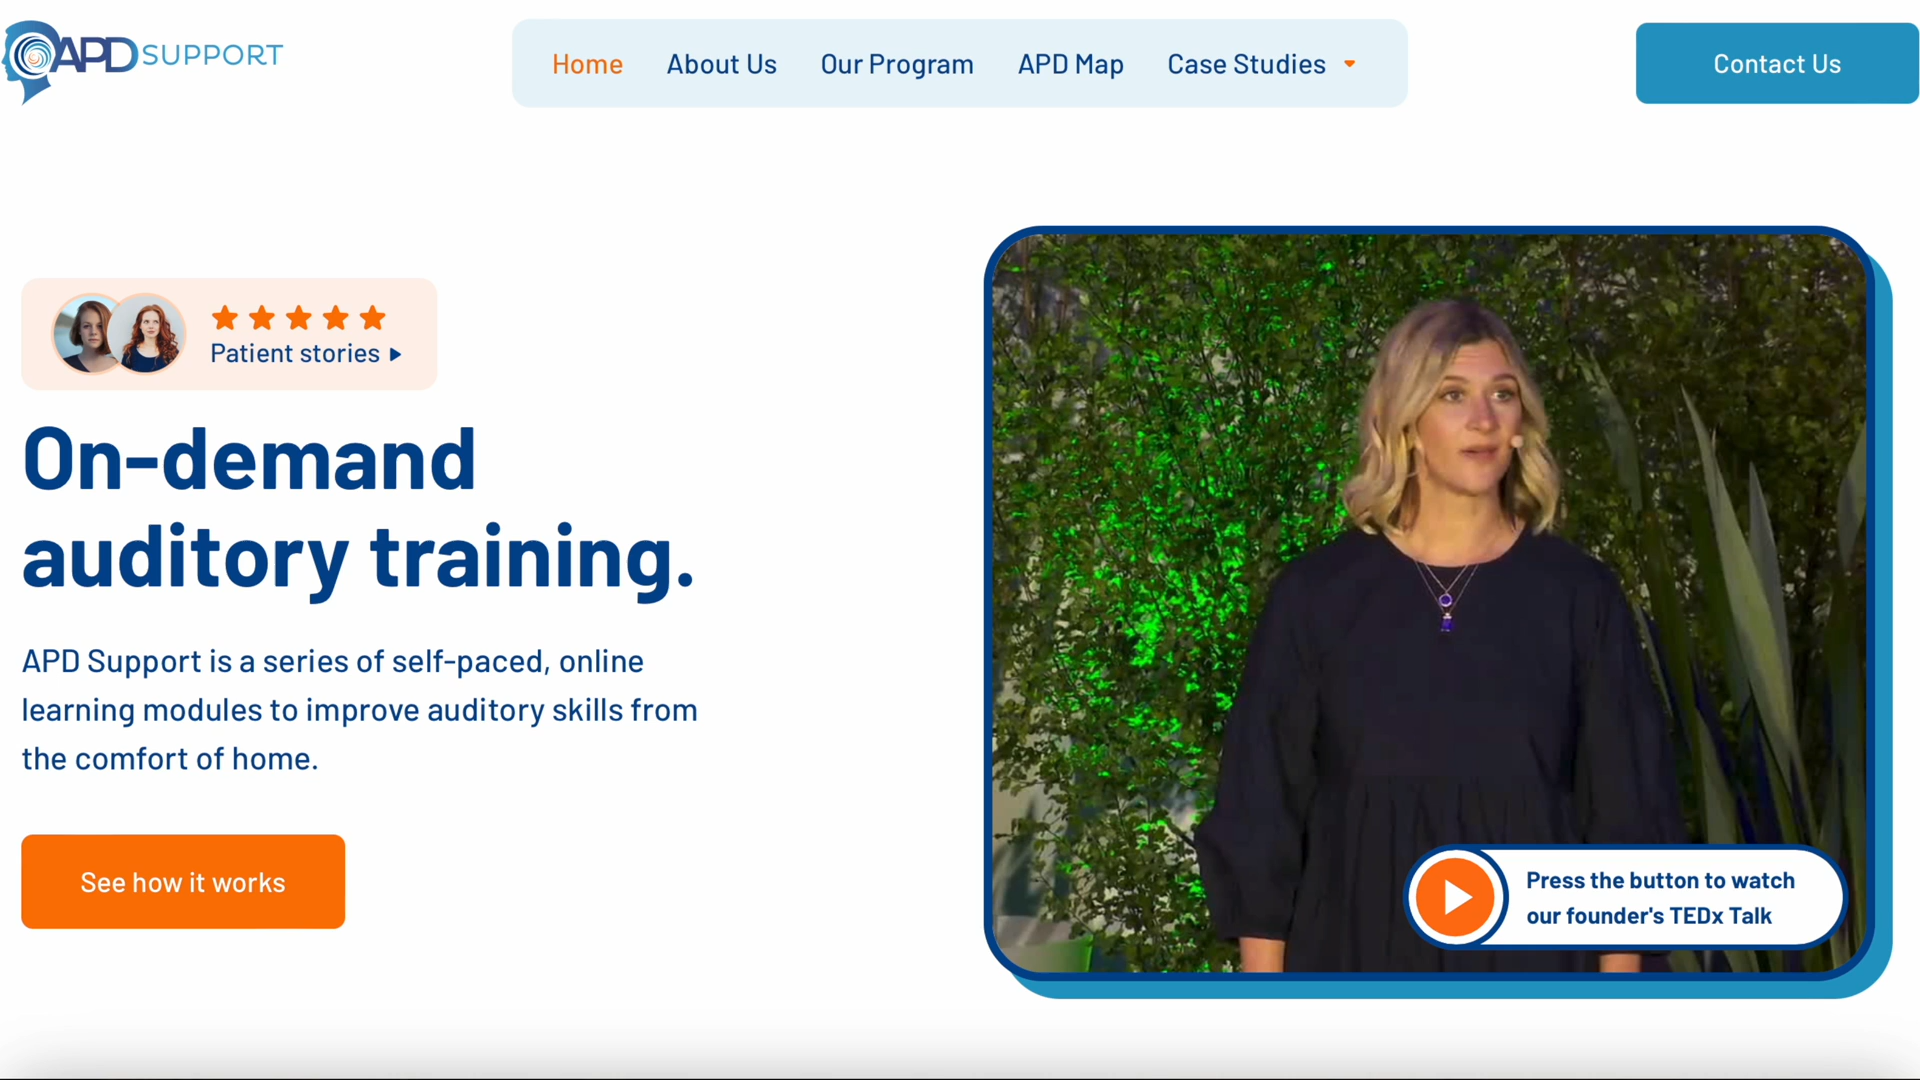 APD SUPPORT
Home
About Us
Our Program
APD Map
Case Studies
Contact Us
Patient stories
On-demand
auditory training.
APD Support is a series of self-paced, online
learning modules to improve auditory skills from
the comfort of home.
See how it works
Press the button to watch
our founder's TEDx Talk